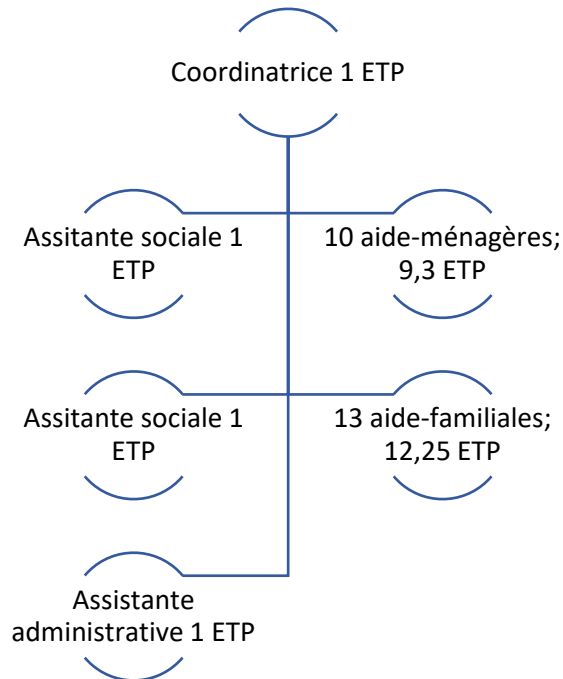 Coordinatrice 1 ETP
Assitante sociale 1
ETP
10 aide-ménagères;
9,3 ETP
Assitante sociale 1
ETP
13 aide-familiales;
12,25 ETP
Assistante
administrative 1 ETP